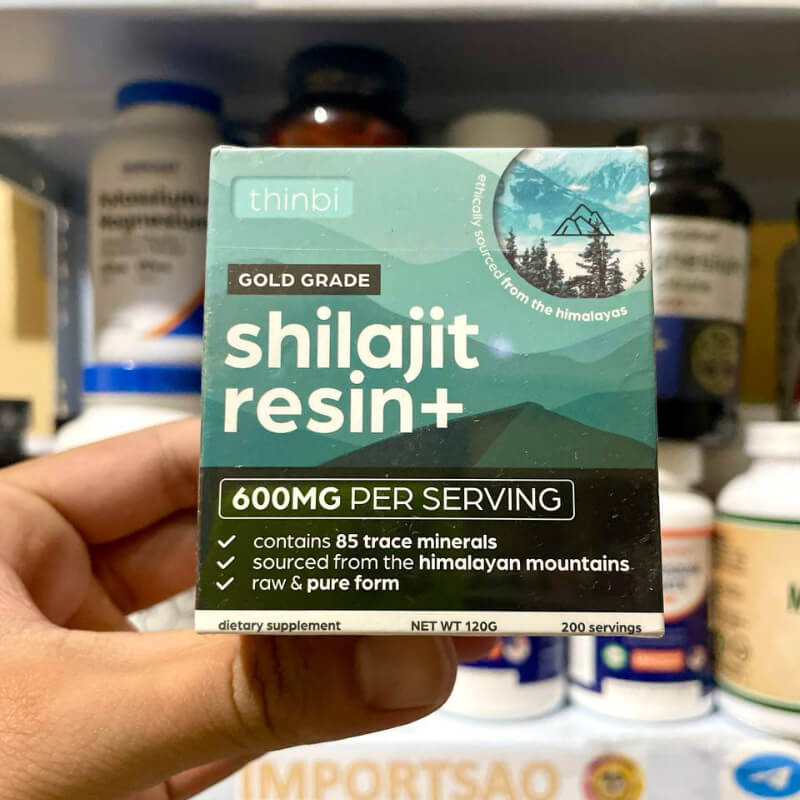 thinbi
ethically sourced from the himalayas
GOLD GRADE
shilajit
resin+
600MG PER SERVING
contains 85 trace minerals
sourced from the himalayan mountains
raw & pure form
dietary supplement NET WT 120G 200 servings
IMPORTSAO